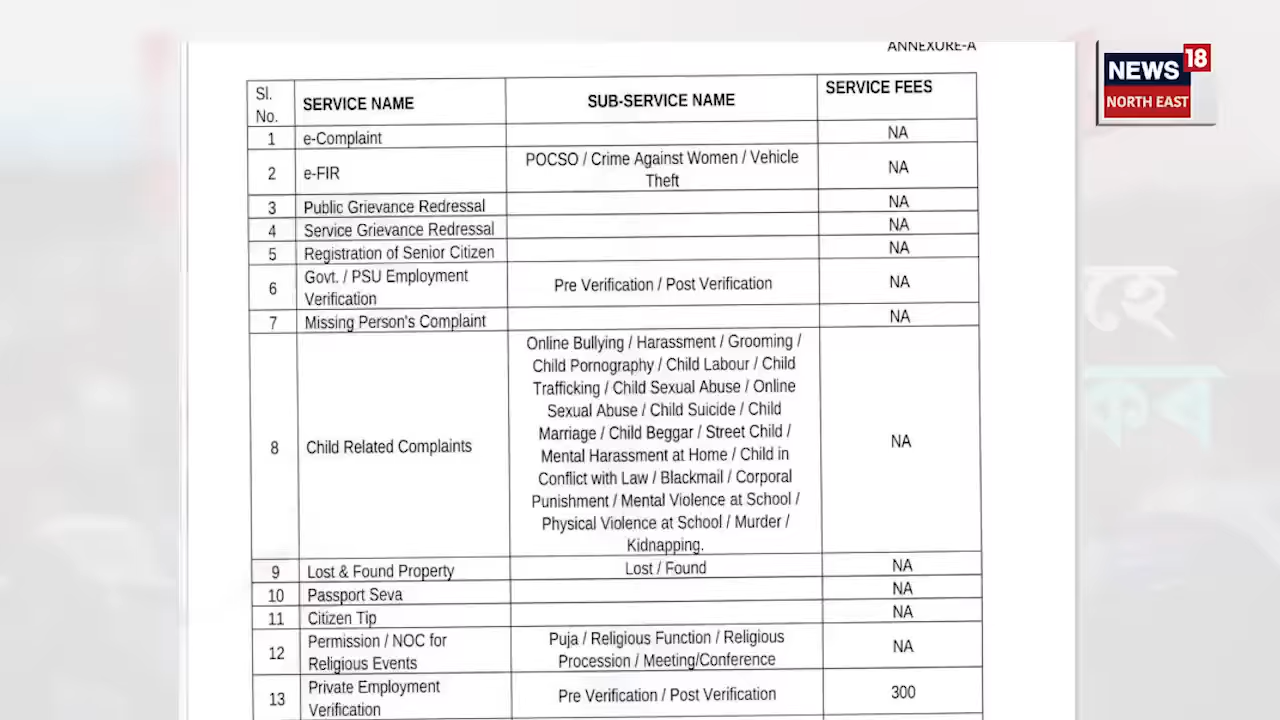 ANNEXURE-A
NEWS 18
NORTH EAST
Sl. No. SERVICE NAME SUB-SERVICE NAME SERVICE FEES
1 e-Complaint NA
2 e-FIR POCSO / Crime Against Women / Vehicle
Theft NA
3 Public Grievance Redressal NA
4 Service Grievance Redressal NA
5 Registration of Senior Citizen NA
6 Govt. / PSU Employment
Verification Pre Verification / Post Verification NA
7 Missing Person's Complaint NA
8 Child Related Complaints Online Bullying / Harassment / Grooming /
Child Pornography / Child Labour / Child
Trafficking / Child Sexual Abuse / Online
Sexual Abuse / Child Suicide / Child
Marriage / Child Beggar / Street Child /
Mental Harassment at Home / Child in
Conflict with Law / Blackmail / Corporal
Punishment / Mental Violence at School /
Physical Violence at School / Murder /
Kidnapping. NA
9 Lost & Found Property Lost / Found NA
10 Passport Seva NA
11 Citizen Tip NA
12 Permission / NOC for
Religious Events Puja / Religious Function / Religious
Procession / Meeting/Conference NA
13 Private Employment
Verification Pre Verification / Post Verification 300